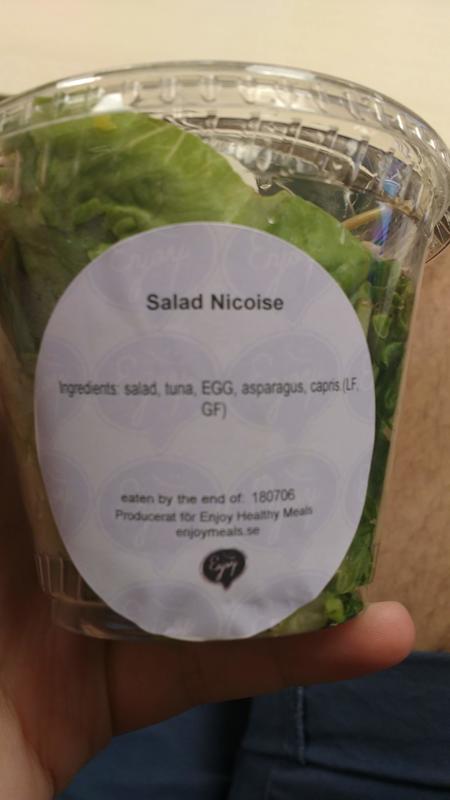 Salad Nicoise
Ingredients: salad, tuna, EGG, asparagus, capris (LF,
GF)
eaten by the end of: 180706
Producerat för Enjoy Healthy Meals
enjoymeals.se
Enjoy